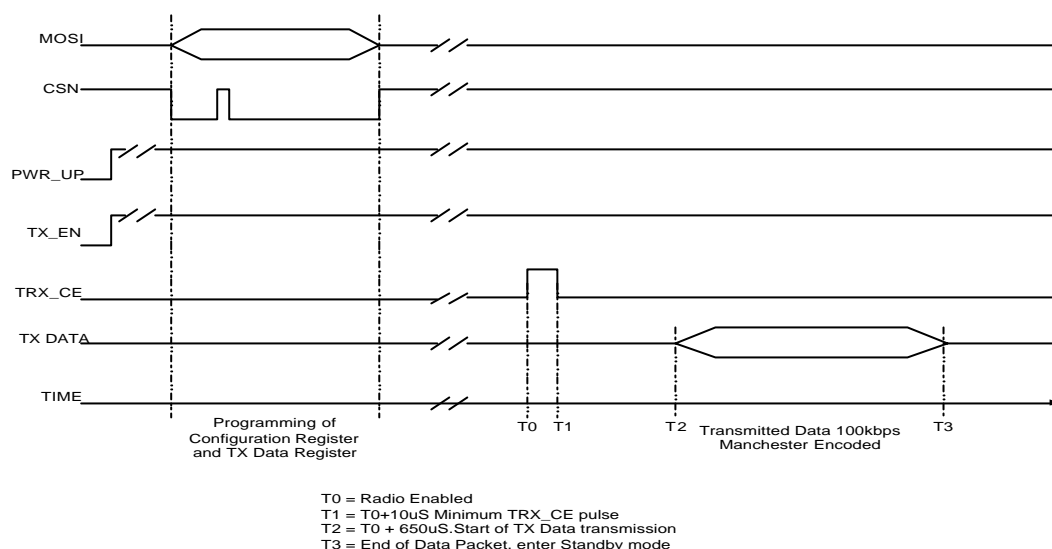 MOSI
CSN
PWR_UP
TX_EN
TRX_CE
TX DATA
TIME
Programming of
Configuration Register
and TX Data Register
T0
T1
T2
Transmitted Data 100kbps
Manchester Encoded
T3
T0 = Radio Enabled
T1 = T0+10uS Minimum TRX_CE pulse
T2 = T0 + 650uS.Start of TX Data transmission
T3 = End of Data Packet, enter Standby mode